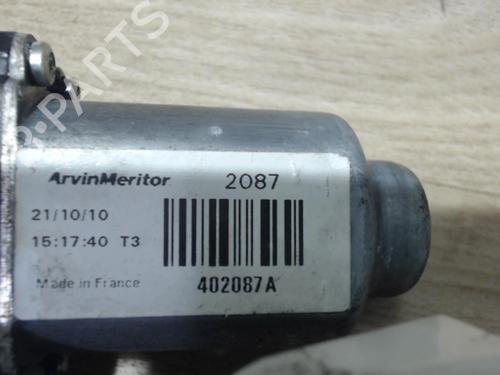 B-PARTS
ArvinMeritor 2087
21/10/10
15:17:40 T3
Made in France 402087A